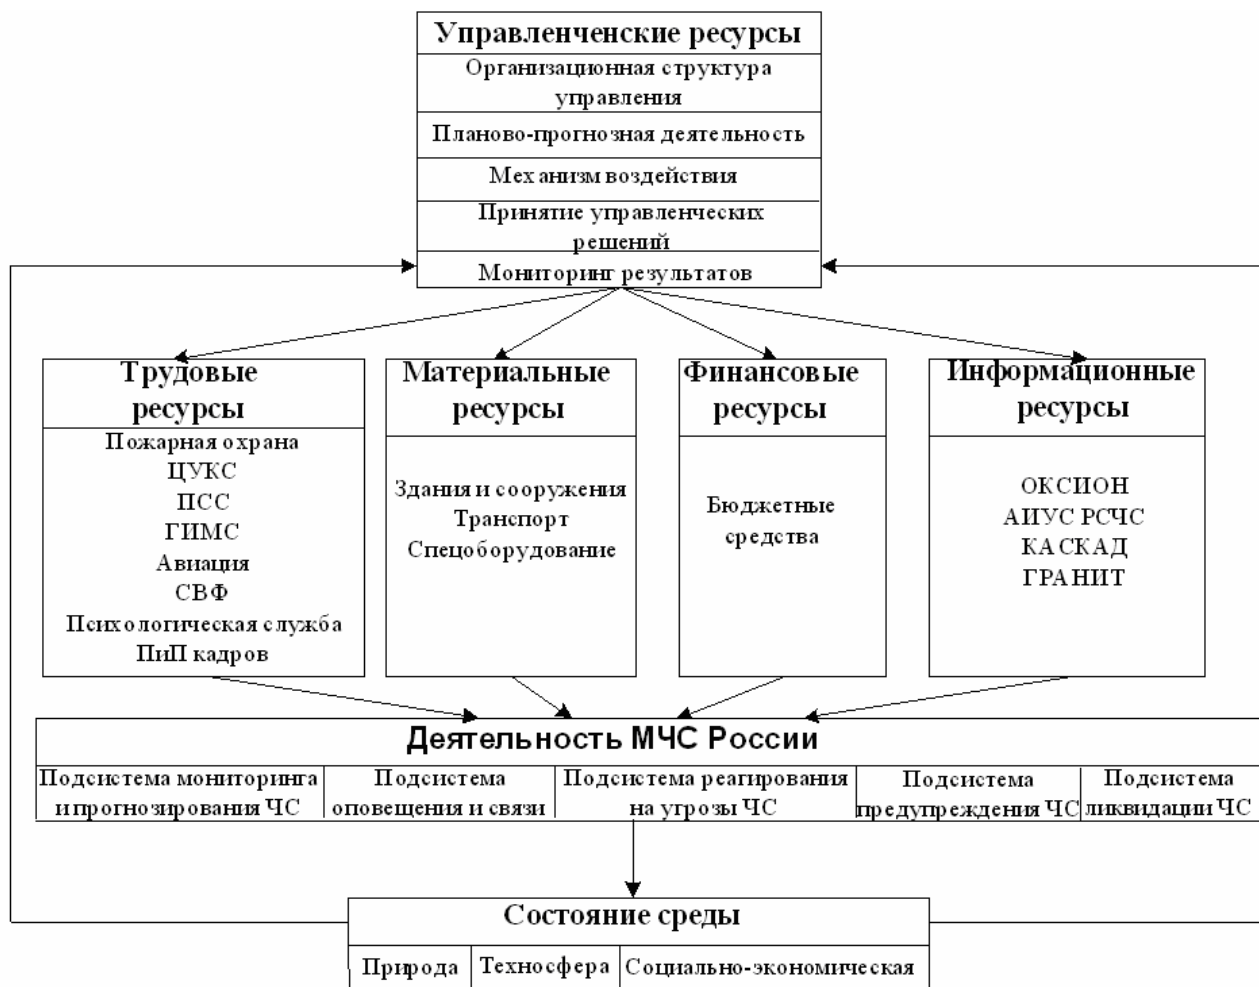 Управленченские ресурсы
Организационная структура
управления
Планово-прогнозная деятельность
Механизм воздействия
Принятие управленческих
решений
Мониторинг результатов
Трудовые
ресурсы
Пожарная охрана
ЦУКС
ПСС
ГИМС
Авиация
СВФ
Психологическая служба
ПиП кадров
Материальные
ресурсы
Здания и сооружения
Транспорт
Спецоборудование
Финансовые
ресурсы
Бюджетные
средства
Информационные
ресурсы
ОКСИОН
АИУС РСЧС
КАСКАД
ГРАНИТ
Деятельность МЧС России
Подсистема мониторинга
и прогнозирования ЧС
Подсистема
оповещения и связи
Подсистема реагирования
на угрозы ЧС
Подсистема
предупреждения ЧС
Подсистема
ликвидации ЧС
Состояние среды
Природа
Техносфера
Социально-экономическая